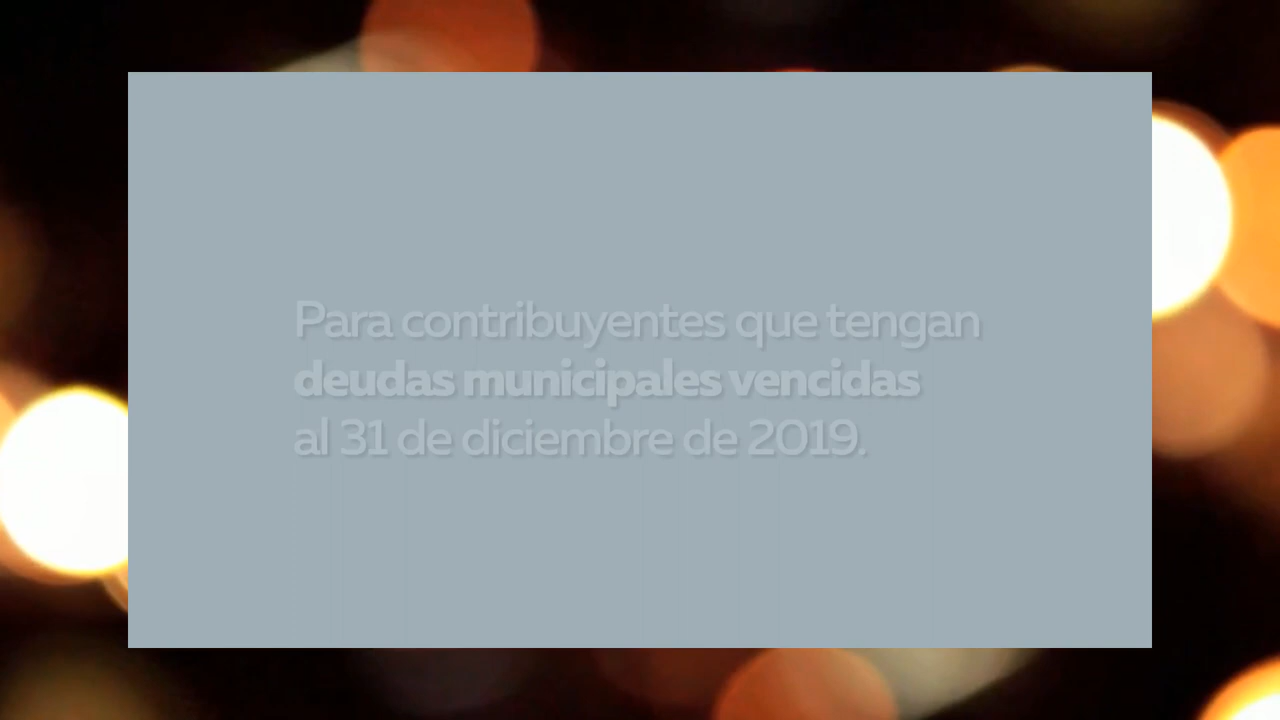 Para contribuyentes que tengan
deudas municipales vencidas
al 31 de diciembre de 2019.